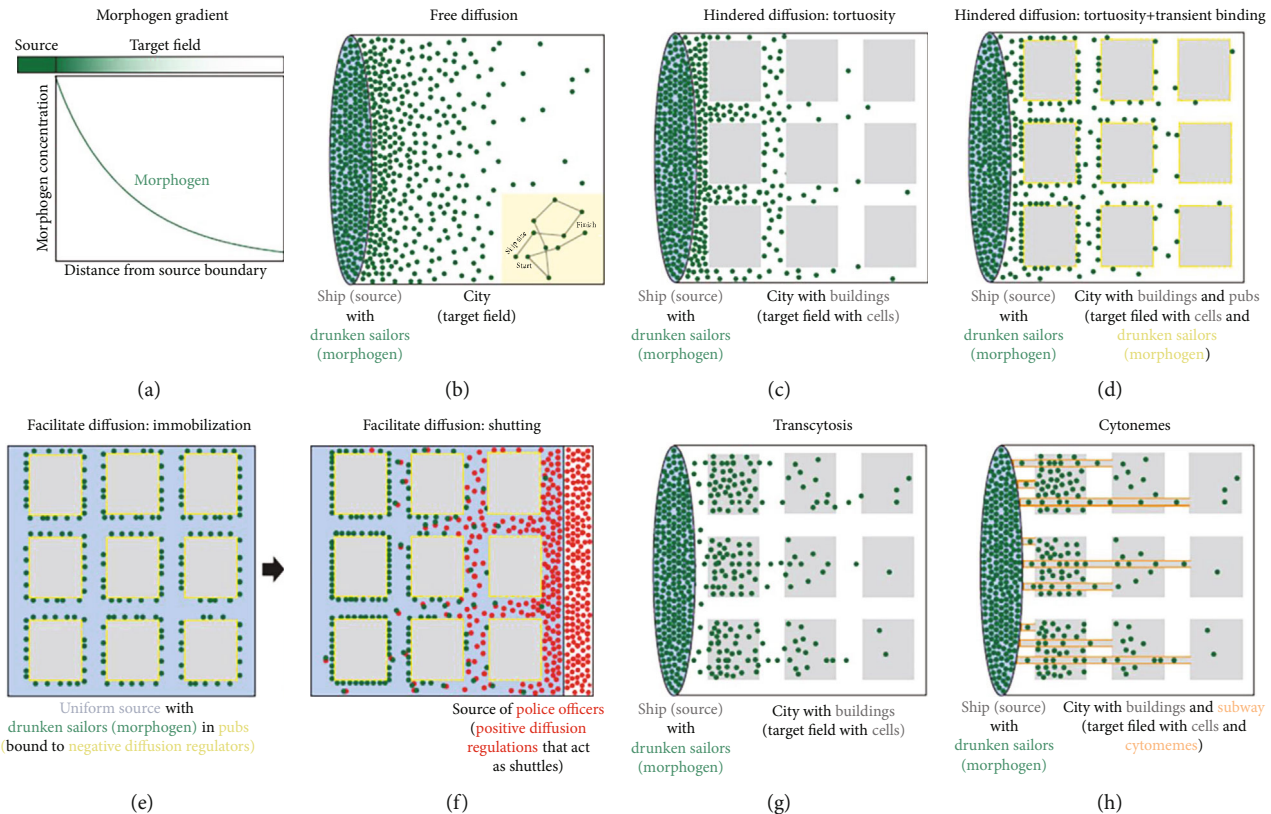 Morphogen gradient
Source
Target field
Morphogen concentration
Morphogen
Distance from source boundary
(a)
Free diffusion
Step size
Start
Finish
Ship (source)
with
drunken sailors
(morphogen)
City
(target field)
(b)
Hindered diffusion: tortuosity
Ship (source)
with
drunken sailors
(morphogen)
City with buildings
(target field with cells)
(c)
Hindered diffusion: tortuosity+transient binding
Ship (source)
with
drunken sailors
(morphogen)
City with buildings and pubs
(target filed with cells and
drunken sailors
(morphogen)
(d)
Facilitate diffusion: immobilization
Uniform source with
drunken sailors (morphogen) in pubs
(bound to negative diffusion regulators)
(e)
Facilitate diffusion: shutting
Source of police officers
(positive diffusion
regulations that act
as shuttles)
(f)
Transcytosis
Ship (source)
with
drunken sailors
(morphogen)
City with buildings
(target field with cells)
(g)
Cytonemes
Ship (source)
with
drunken sailors
(morphogen)
City with buildings and subway
(target filed with cells and
cytomemes)
(h)